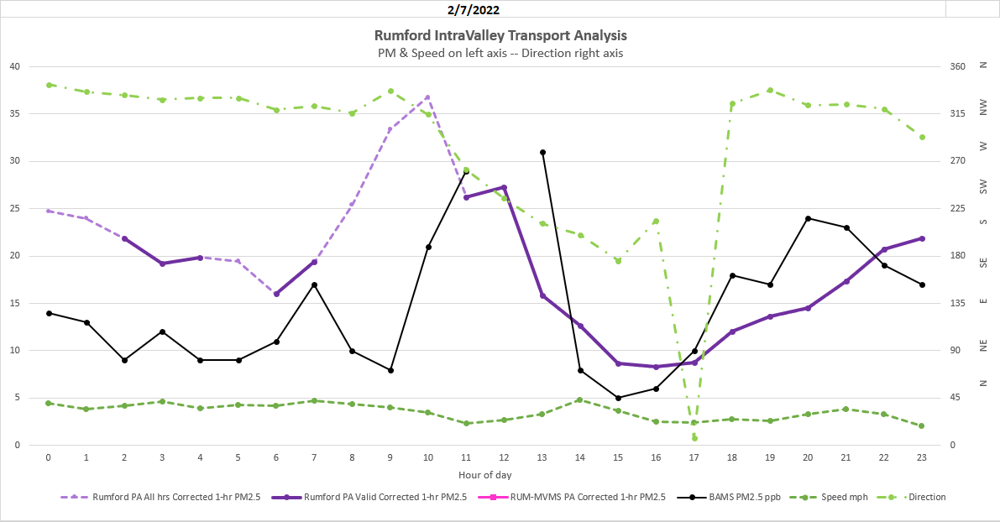 2/7/2022
Rumford IntraValley Transport Analysis
PM & Speed on left axis -- Direction right axis
40 360 N
35 315 NW
30 270 W
25 225 SW
20 180 S
15 135 SE
10 90 E
5 45 NE
0 0 N
0 1 2 3 4 5 6 7 8 9 10 11 12 13 14 15 16 17 18 19 20 21 22 23
Hour of day
Rumford PA All hrs Corrected 1-hr PM2.5 Rumford PA Valid Corrected 1-hr PM2.5 RUM-MVMS PA Corrected 1-hr PM2.5 BAMS PM2.5 ppb Speed mph Direction